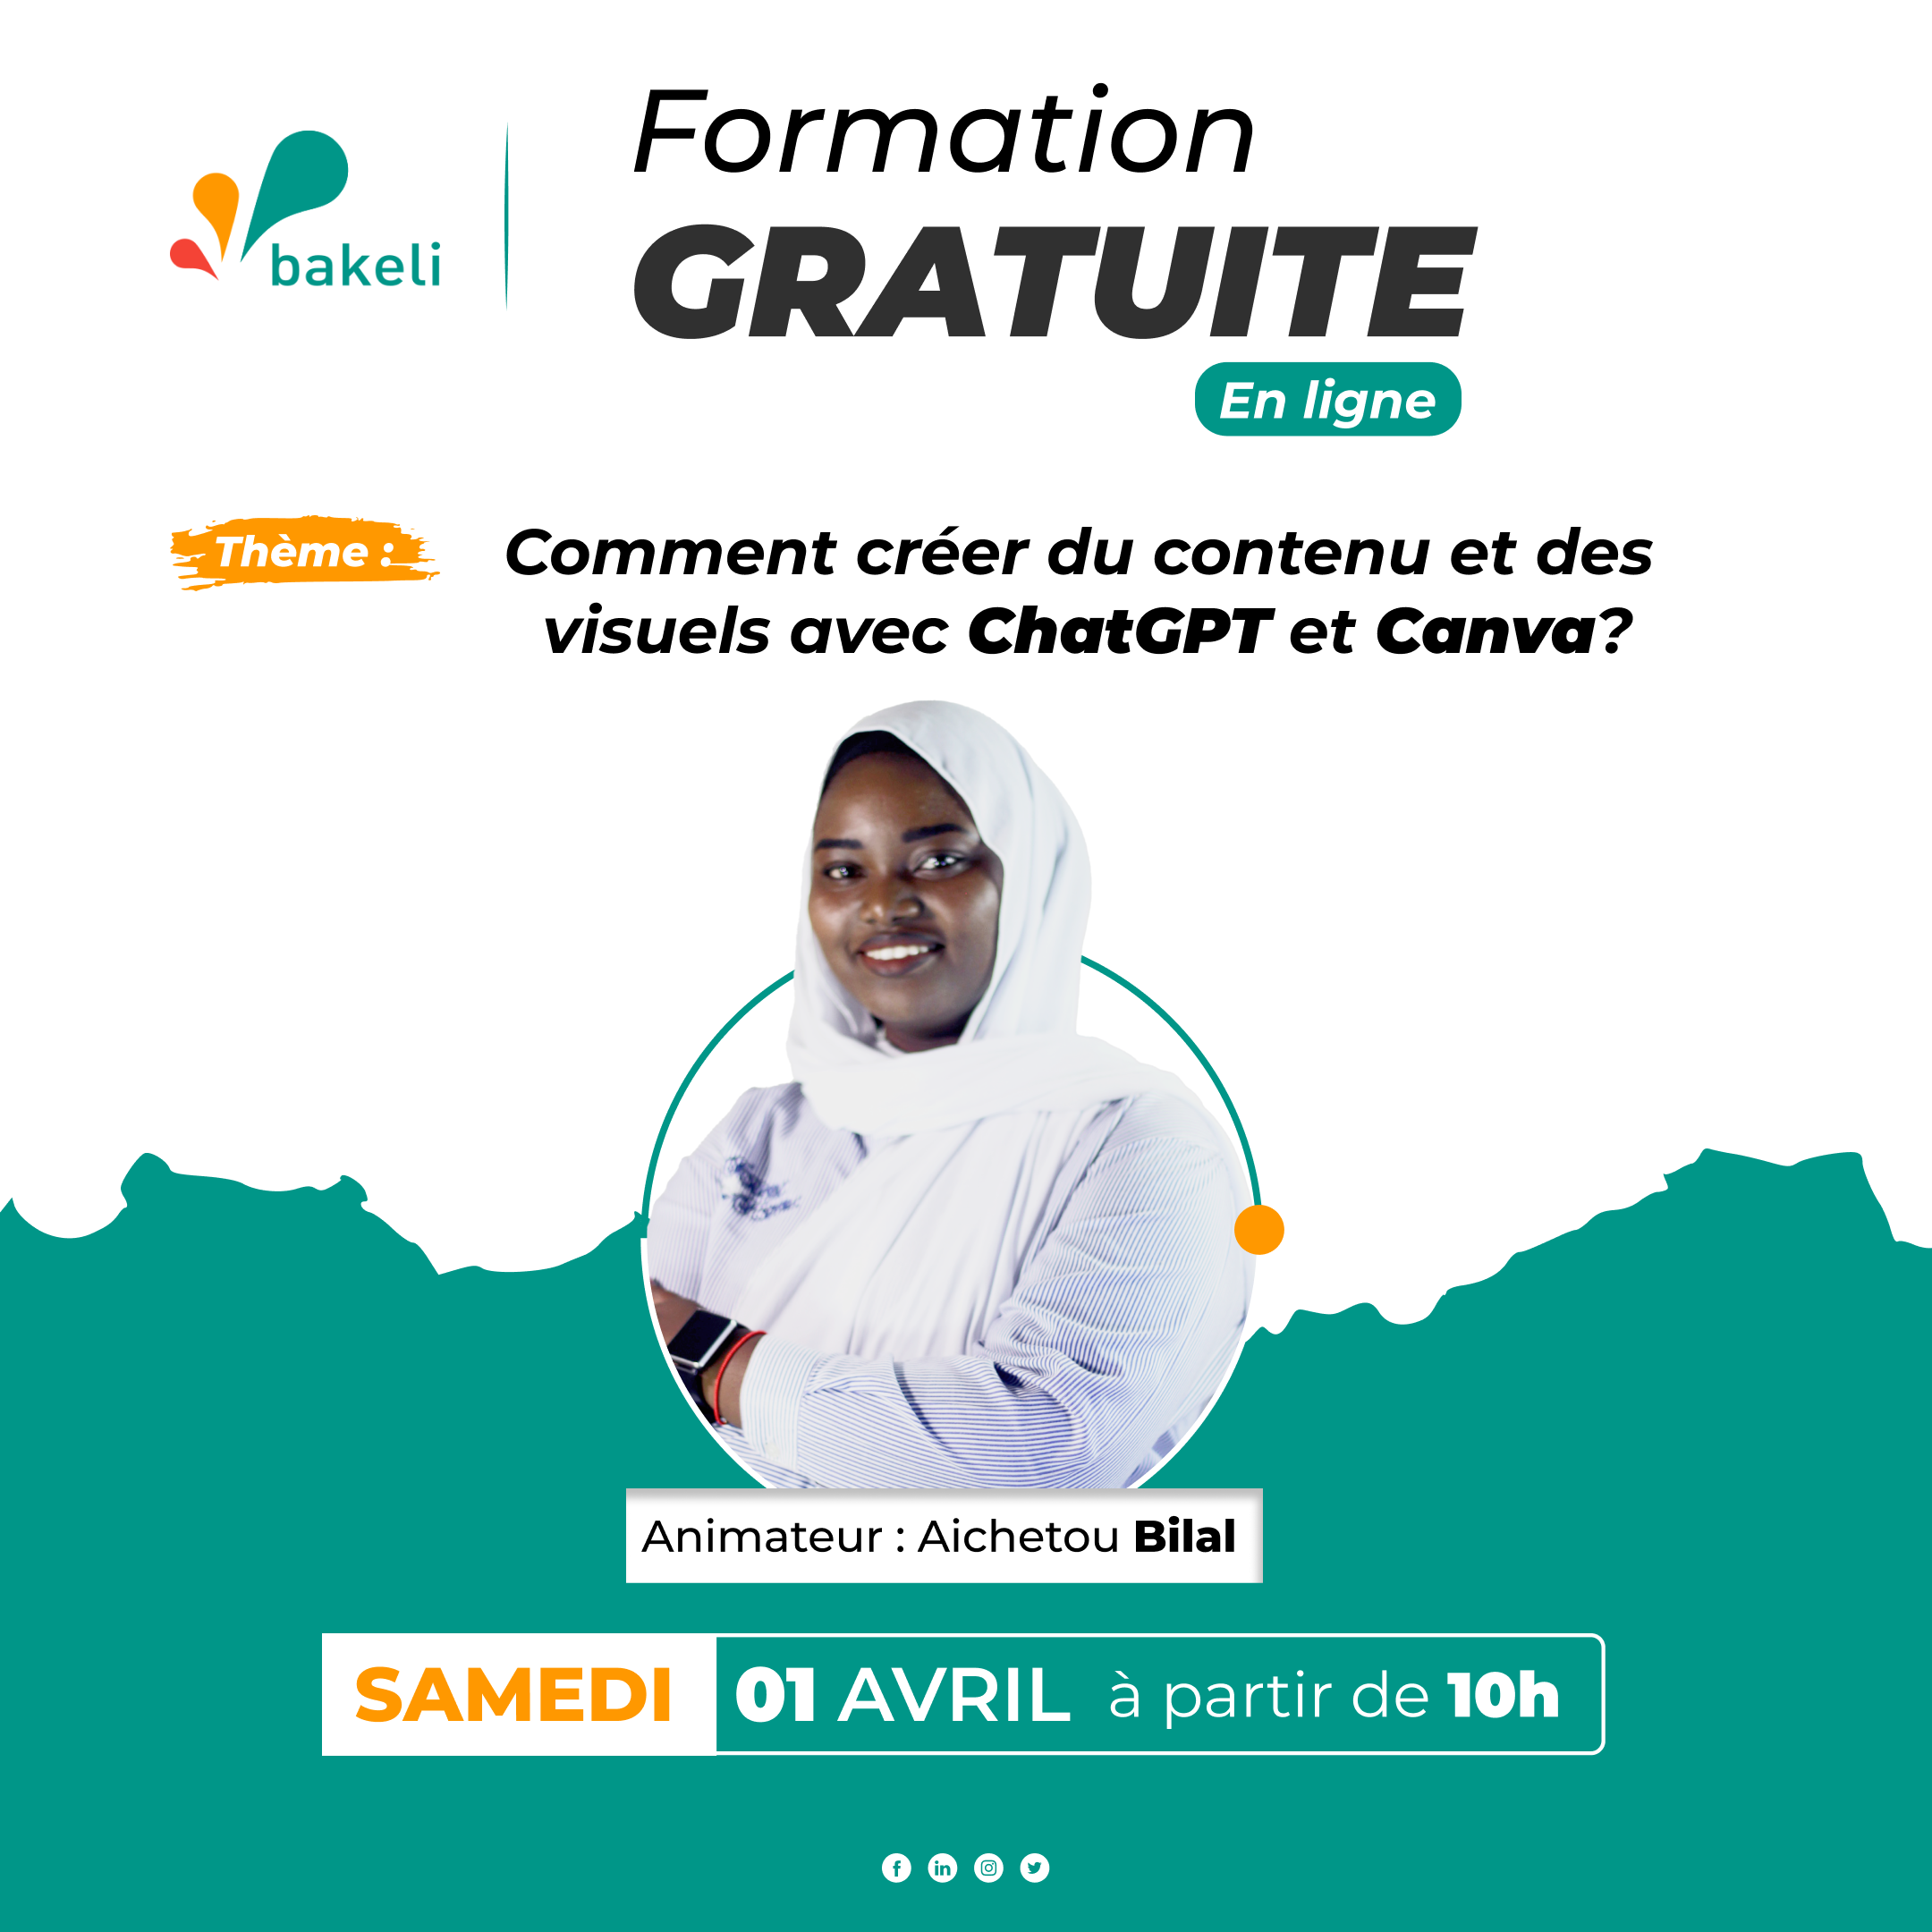 bakeli
Formation
GRATUITE
En ligne
Thème :
Comment créer du contenu et des
visuels avec ChatGPT et Canva?
Animateur : Aichetou Bilal
SAMEDI 01 AVRIL à partir de 10h